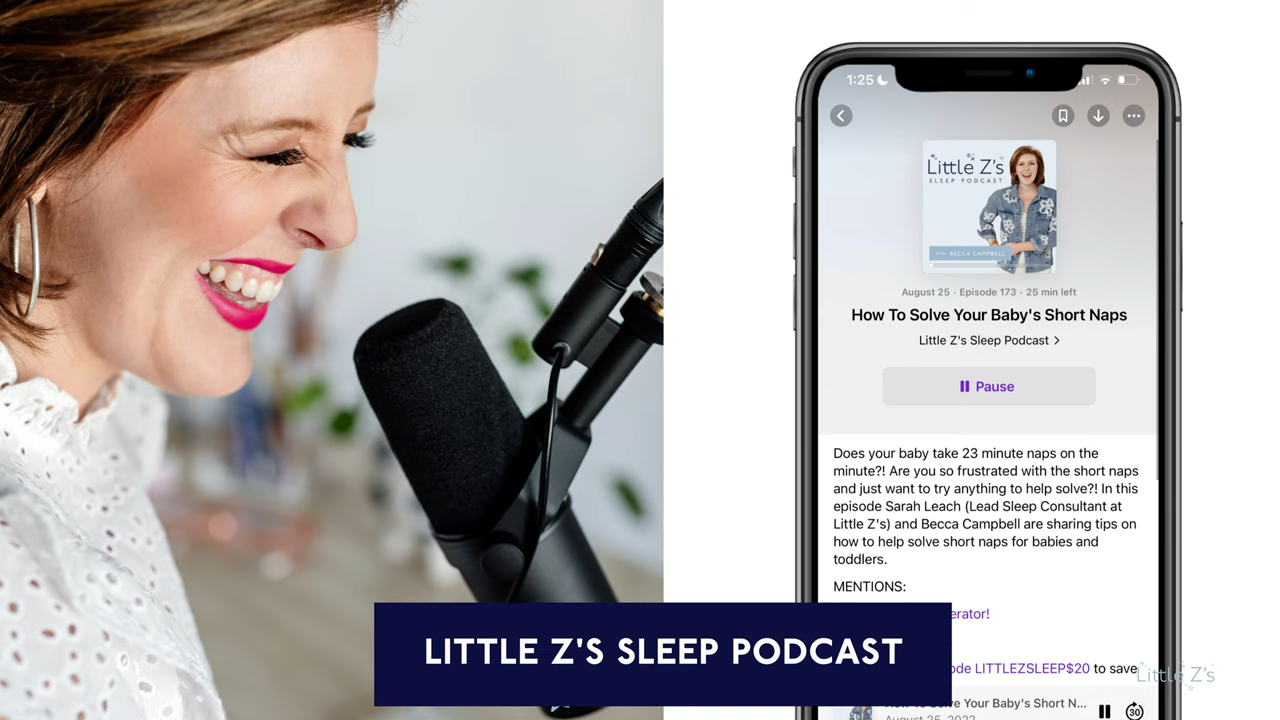 1:25
Little Z's
SLEEP PODCAST
with BECCA CAMPBELL
August 25 · Episode 173 · 25 min left
How To Solve Your Baby's Short Naps
Little Z's Sleep Podcast
Pause
Does your baby take 23 minute naps on the
minute?! Are you so frustrated with the short naps
and just want to try anything to help solve?! In this
episode Sarah Leach (Lead Sleep Consultant at
Little Z's) and Becca Campbell are sharing tips on
how to help solve short naps for babies and
toddlers.
MENTIONS:
erator!
LITTLE Z'S SLEEP PODCAST
ode LITTLEZSLEEP$20 to save
Little Z's
How To Solve Your Baby's Short N...
August 25, 2022
30